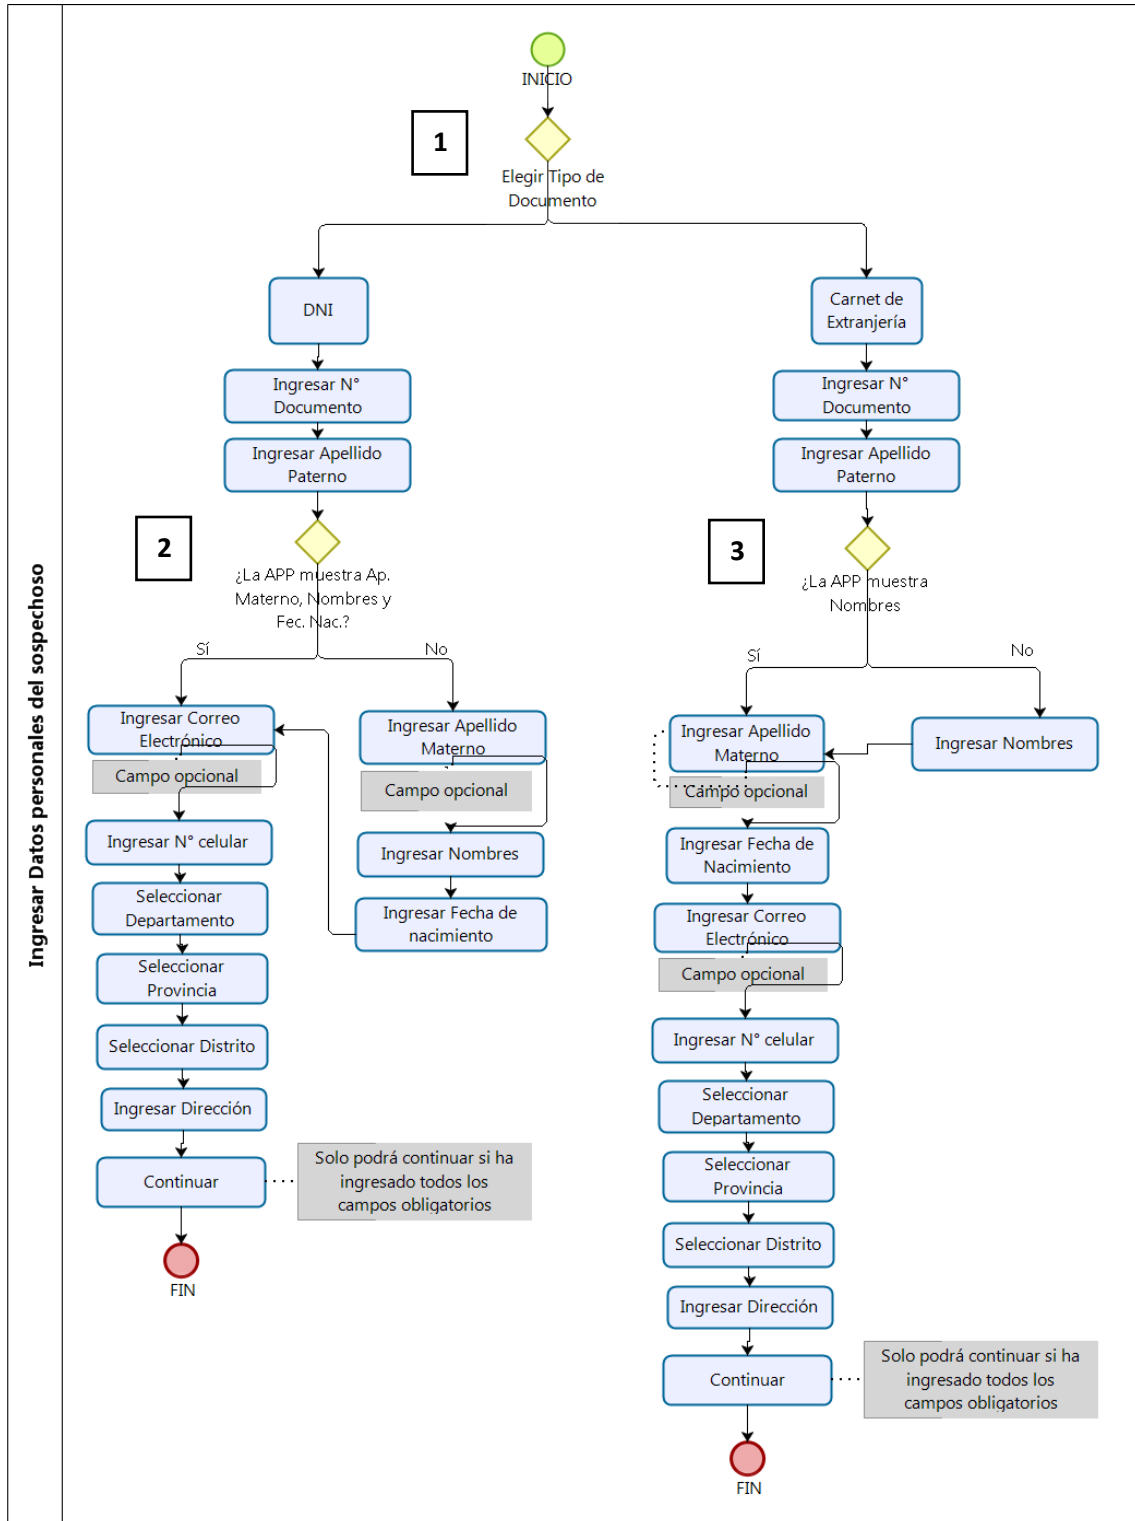 Ingresar Datos personales del sospechoso
INICIO
1
Elegir Tipo de
Documento
DNI
Ingresar N°
Documento
Ingresar Apellido
Paterno
2
¿La APP muestra Ap.
Materno, Nombres y
Fec. Nac.?
Sí
No
Ingresar Correo
Electrónico
Campo opcional
Ingresar Apellido
Materno
Campo opcional
Ingresar Nombres
Ingresar Fecha de
nacimiento
Ingresar N° celular
Seleccionar
Departamento
Seleccionar
Provincia
Seleccionar Distrito
Ingresar Dirección
Continuar
Solo podrá continuar si ha
ingresado todos los
campos obligatorios
FIN
Carnet de
Extranjería
Ingresar N°
Documento
Ingresar Apellido
Paterno
3
¿La APP muestra
Nombres
Sí
No
Ingresar Apellido
Materno
Campo opcional
Ingresar Nombres
Ingresar Fecha de
Nacimiento
Ingresar Correo
Electrónico
Campo opcional
Ingresar N° celular
Seleccionar
Departamento
Seleccionar
Provincia
Seleccionar Distrito
Ingresar Dirección
Continuar
Solo podrá continuar si ha
ingresado todos los
campos obligatorios
FIN